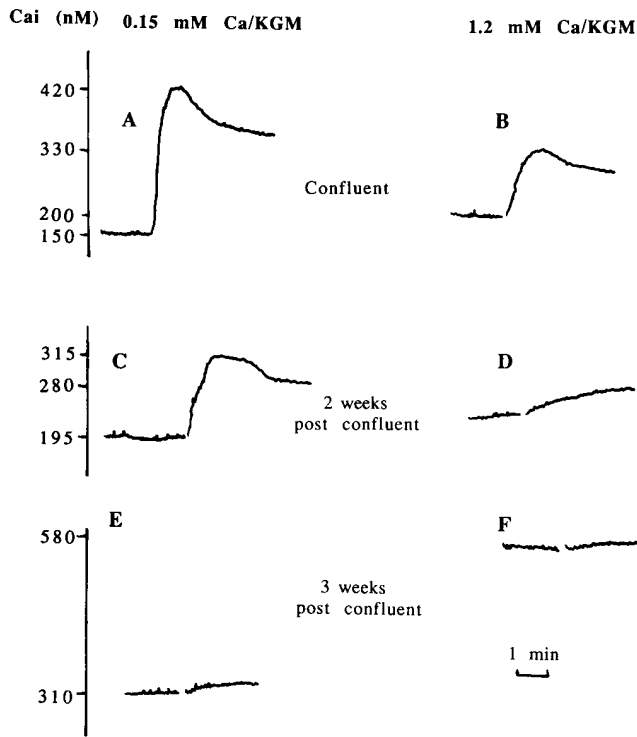 Cai (nM) 0.15 mM Ca/KGM 1.2 mM Ca/KGM
420
A
B
330
Confluent
200
150
315
C
D
280
2 weeks
post confluent
195
E
F
580
3 weeks
post confluent
1 min
310